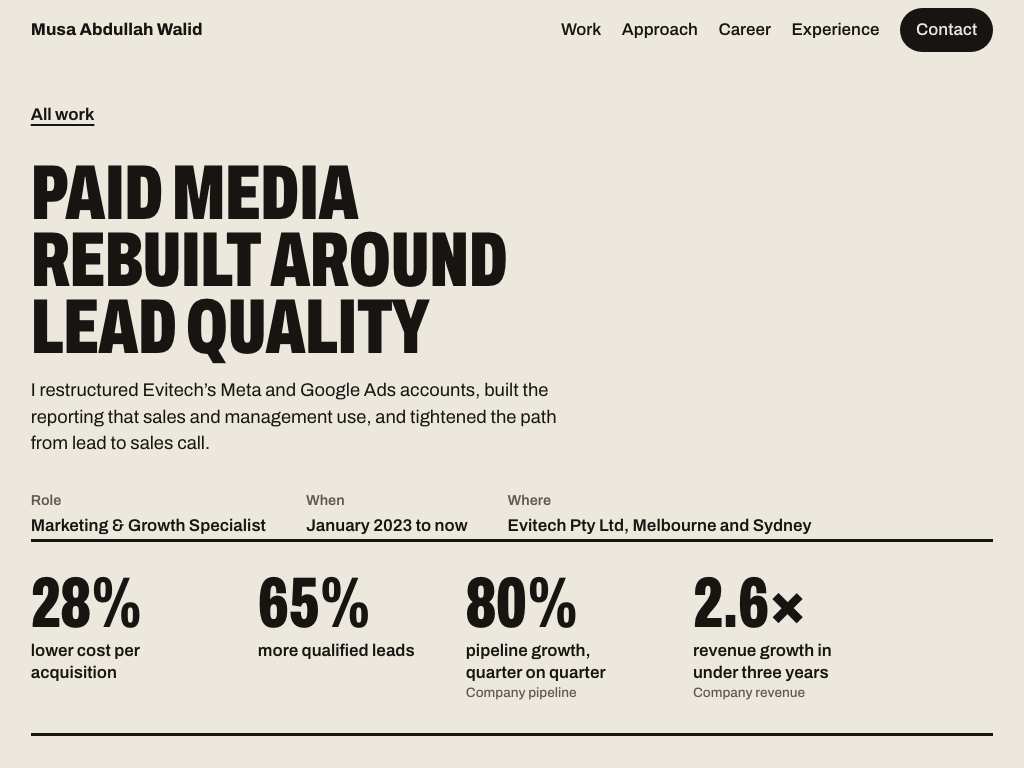 Musa Abdullah Walid
Work Approach Career Experience Contact
All work
PAID MEDIA
REBUILT AROUND
LEAD QUALITY
I restructured Evitech’s Meta and Google Ads accounts, built the
reporting that sales and management use, and tightened the path
from lead to sales call.
Role
Marketing & Growth Specialist
When
January 2023 to now
Where
Evitech Pty Ltd, Melbourne and Sydney
28%
lower cost per
acquisition
65%
more qualified leads
80%
pipeline growth,
quarter on quarter
Company pipeline
2.6×
revenue growth in
under three years
Company revenue